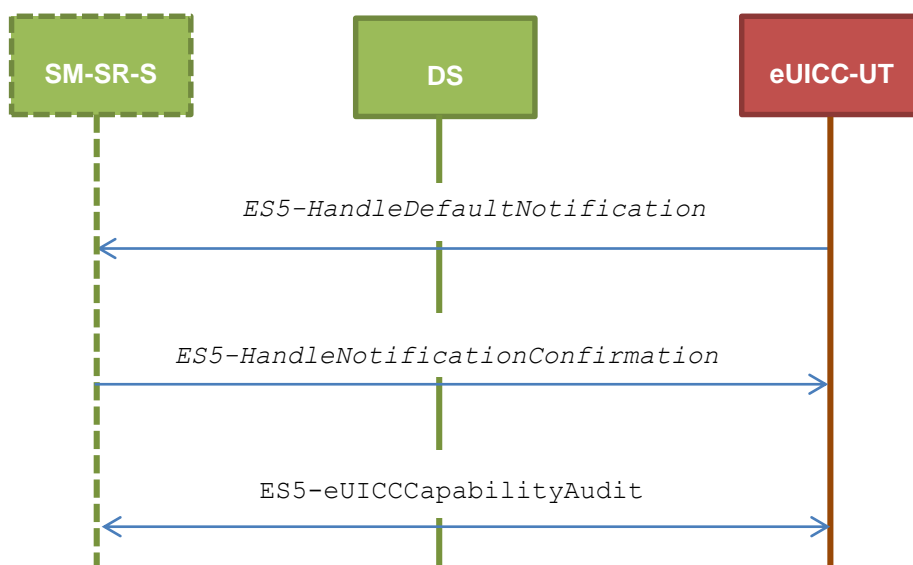 SM-SR-S
DS
eUICC-UT
ES5-HandleDefaultNotification
ES5-HandleNotificationConfirmation
ES5-eUICCCapabilityAudit